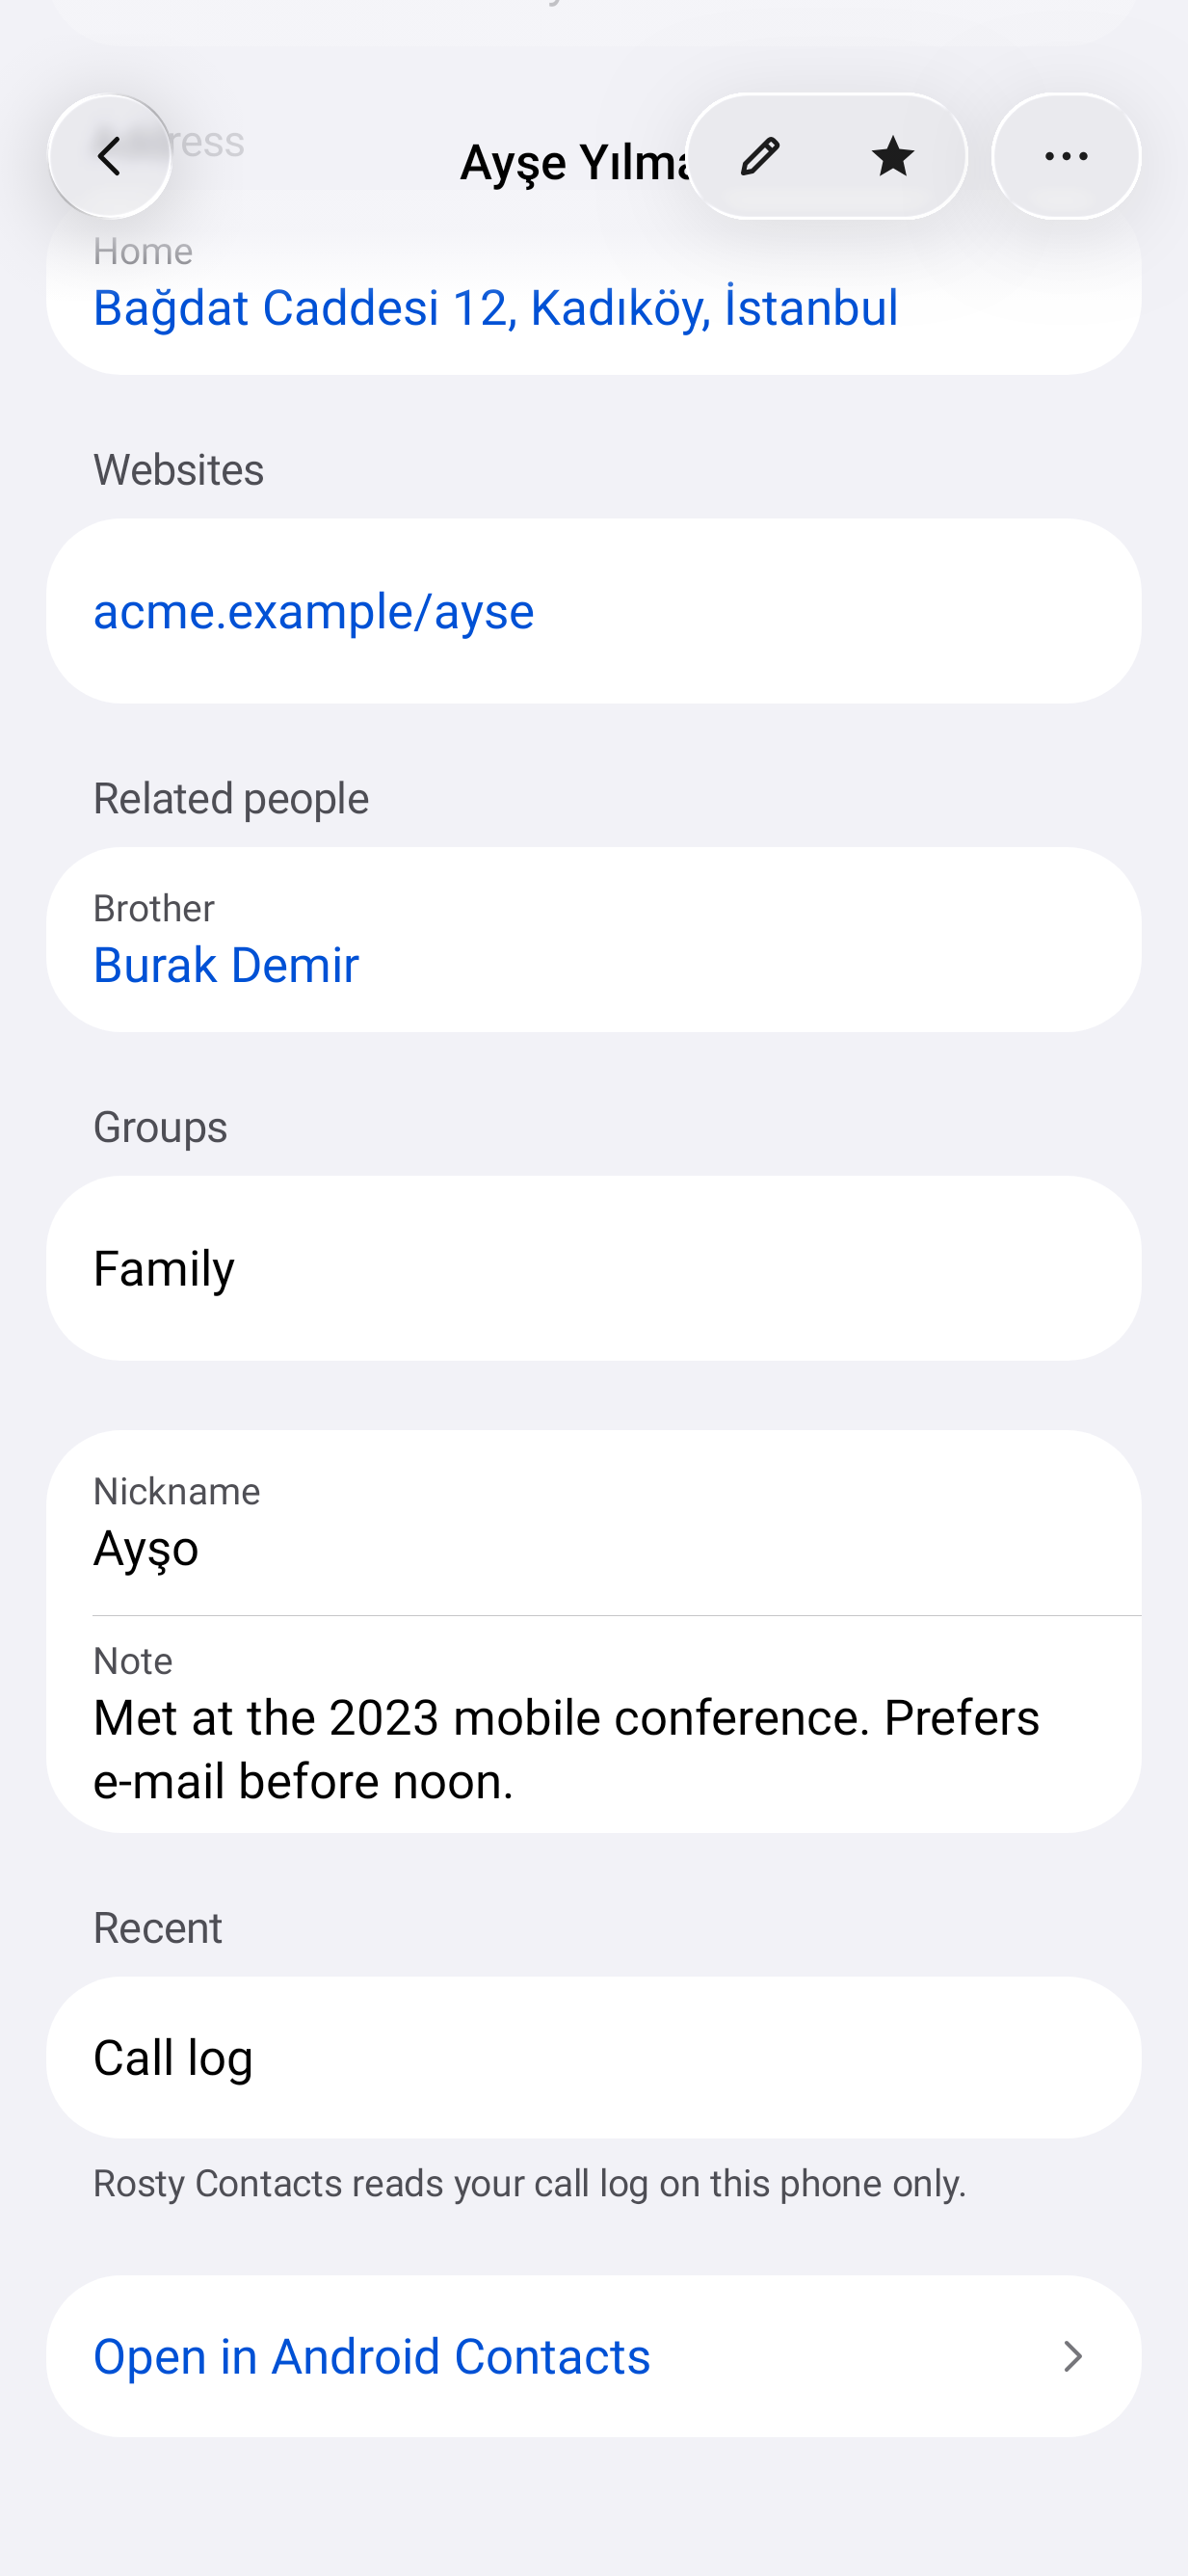 Ayşe Yılma
Home
Bağdat Caddesi 12, Kadıköy, İstanbul
Websites
acme.example/ayse
Related people
Brother
Burak Demir
Groups
Family
Nickname
Ayşo
Note
Met at the 2023 mobile conference. Prefers
e-mail before noon.
Recent
Call log
Rosty Contacts reads your call log on this phone only.
Open in Android Contacts